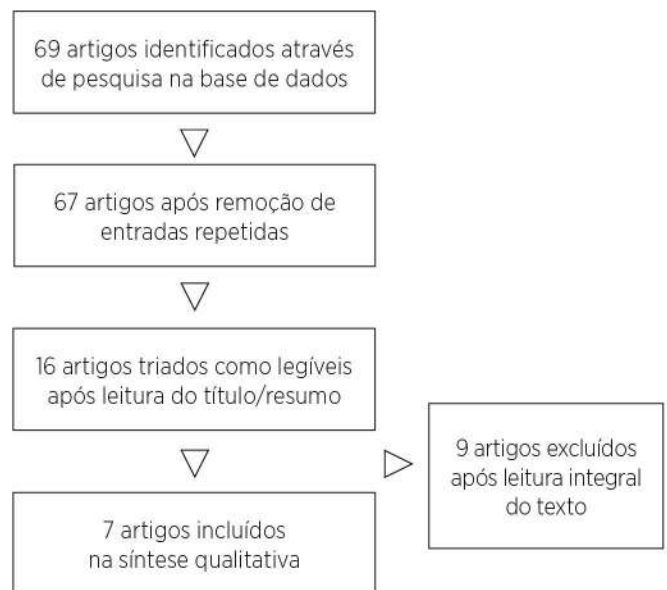 69 artigos identificados através
de pesquisa na base de dados
67 artigos após remoção de
entradas repetidas
16 artigos triados como legíveis
após leitura do título/resumo
9 artigos excluídos
após leitura integral
do texto
7 artigos incluídos
na síntese qualitativa